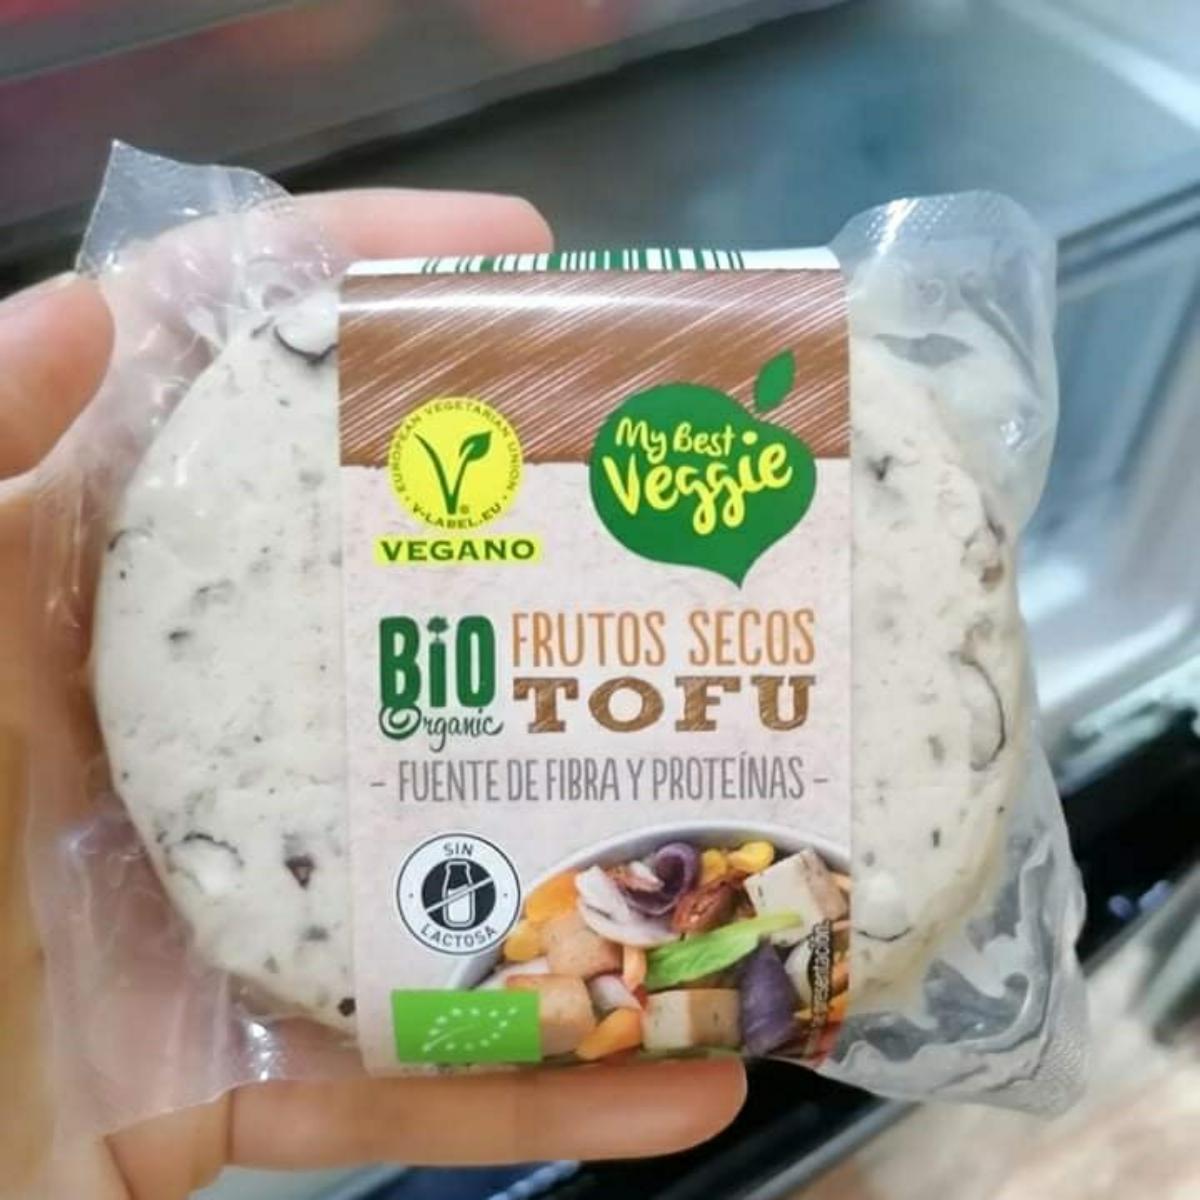 EUROPEAN VEGETARIAN UNION
V-LABEL.EU
VEGANO
My Best
Veggie
BiO
Organic
FRUTOS SECOS
TOFU
- FUENTE DE FIBRA Y PROTEÍNAS -
SIN
LACTOSA